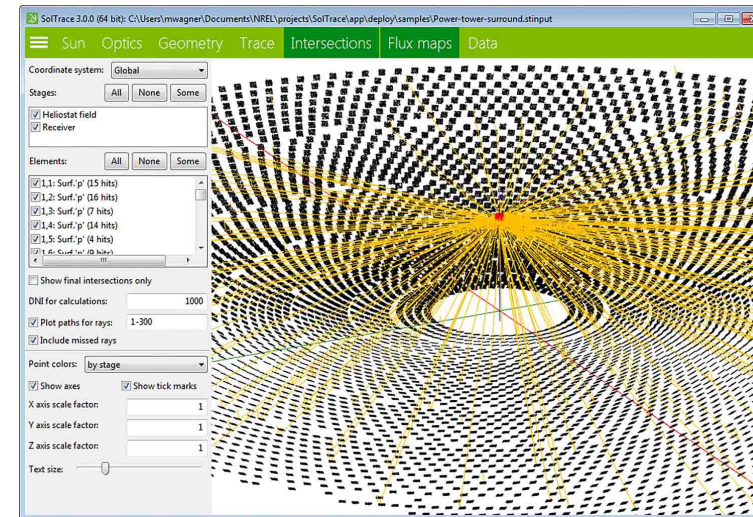 SolTrace 3.0.0 (64 bit): C:\Users\mwagner\Documents\NREL\projects\SolTrace\app\deploy\samples\Power-tower-surround.stinput
Sun Optics Geometry Trace Intersections Flux maps Data
Coordinate system: Global
Stages: All None Some
Heliostat field
Receiver
Elements: All None Some
1,1: Surf.'p' (15 hits)
1,2: Surf.'p' (16 hits)
1,3: Surf.'p' (7 hits)
1,4: Surf.'p' (14 hits)
1,5: Surf.'p' (4 hits)
1,6: Surf.'p' (9 hits)
Show final intersections only
DNI for calculations: 1000
Plot paths for rays: 1-300
Include missed rays
Point colors: by stage
Show axes Show tick marks
X axis scale factor: 1
Y axis scale factor: 1
Z axis scale factor: 1
Text size: